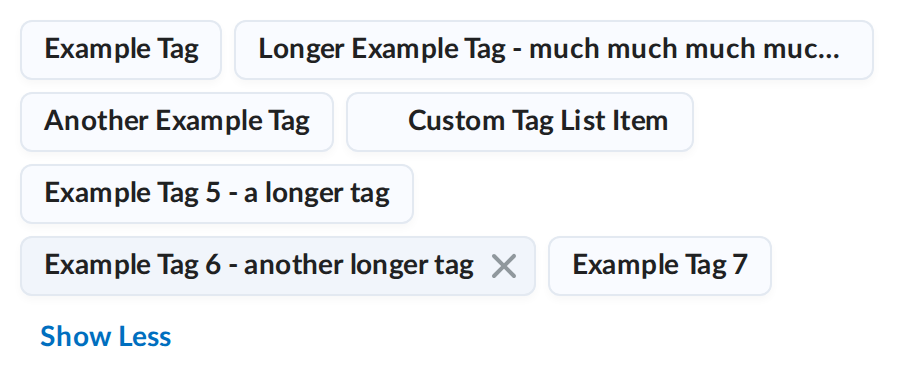 Example Tag Longer Example Tag - much much much muc...
Another Example Tag Custom Tag List Item
Example Tag 5 - a longer tag
Example Tag 6 - another longer tag Example Tag 7
Show Less